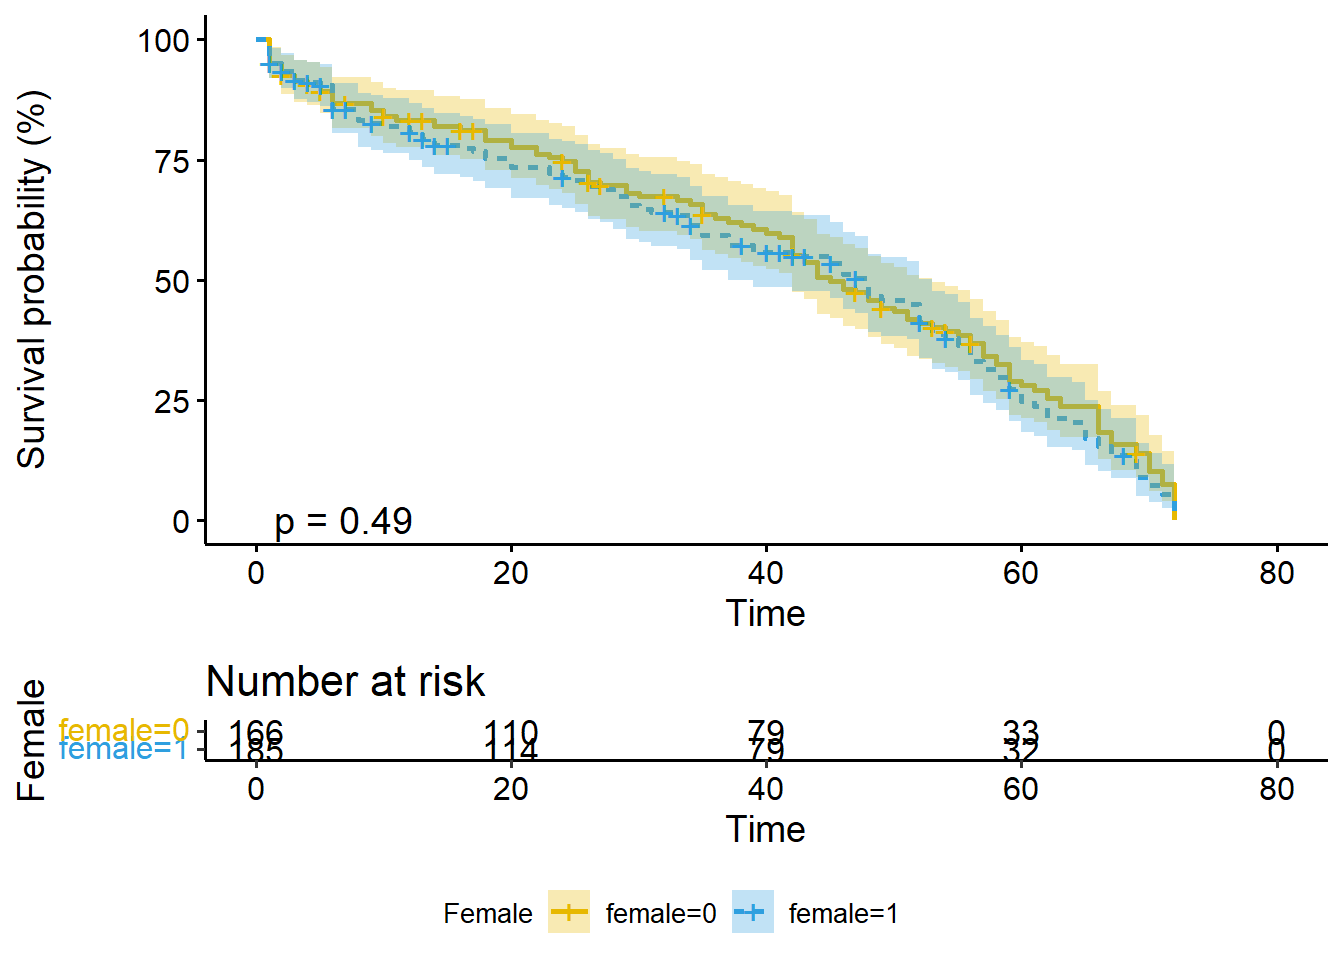 Survival probability (%)
100
75
50
25
0
p = 0.49
0 20 40 60 80
Time
Number at risk
Female
female=0 166 110 79 33 0
female=1 185 114 79 32 0
0 20 40 60 80
Time
Female female=0 female=1